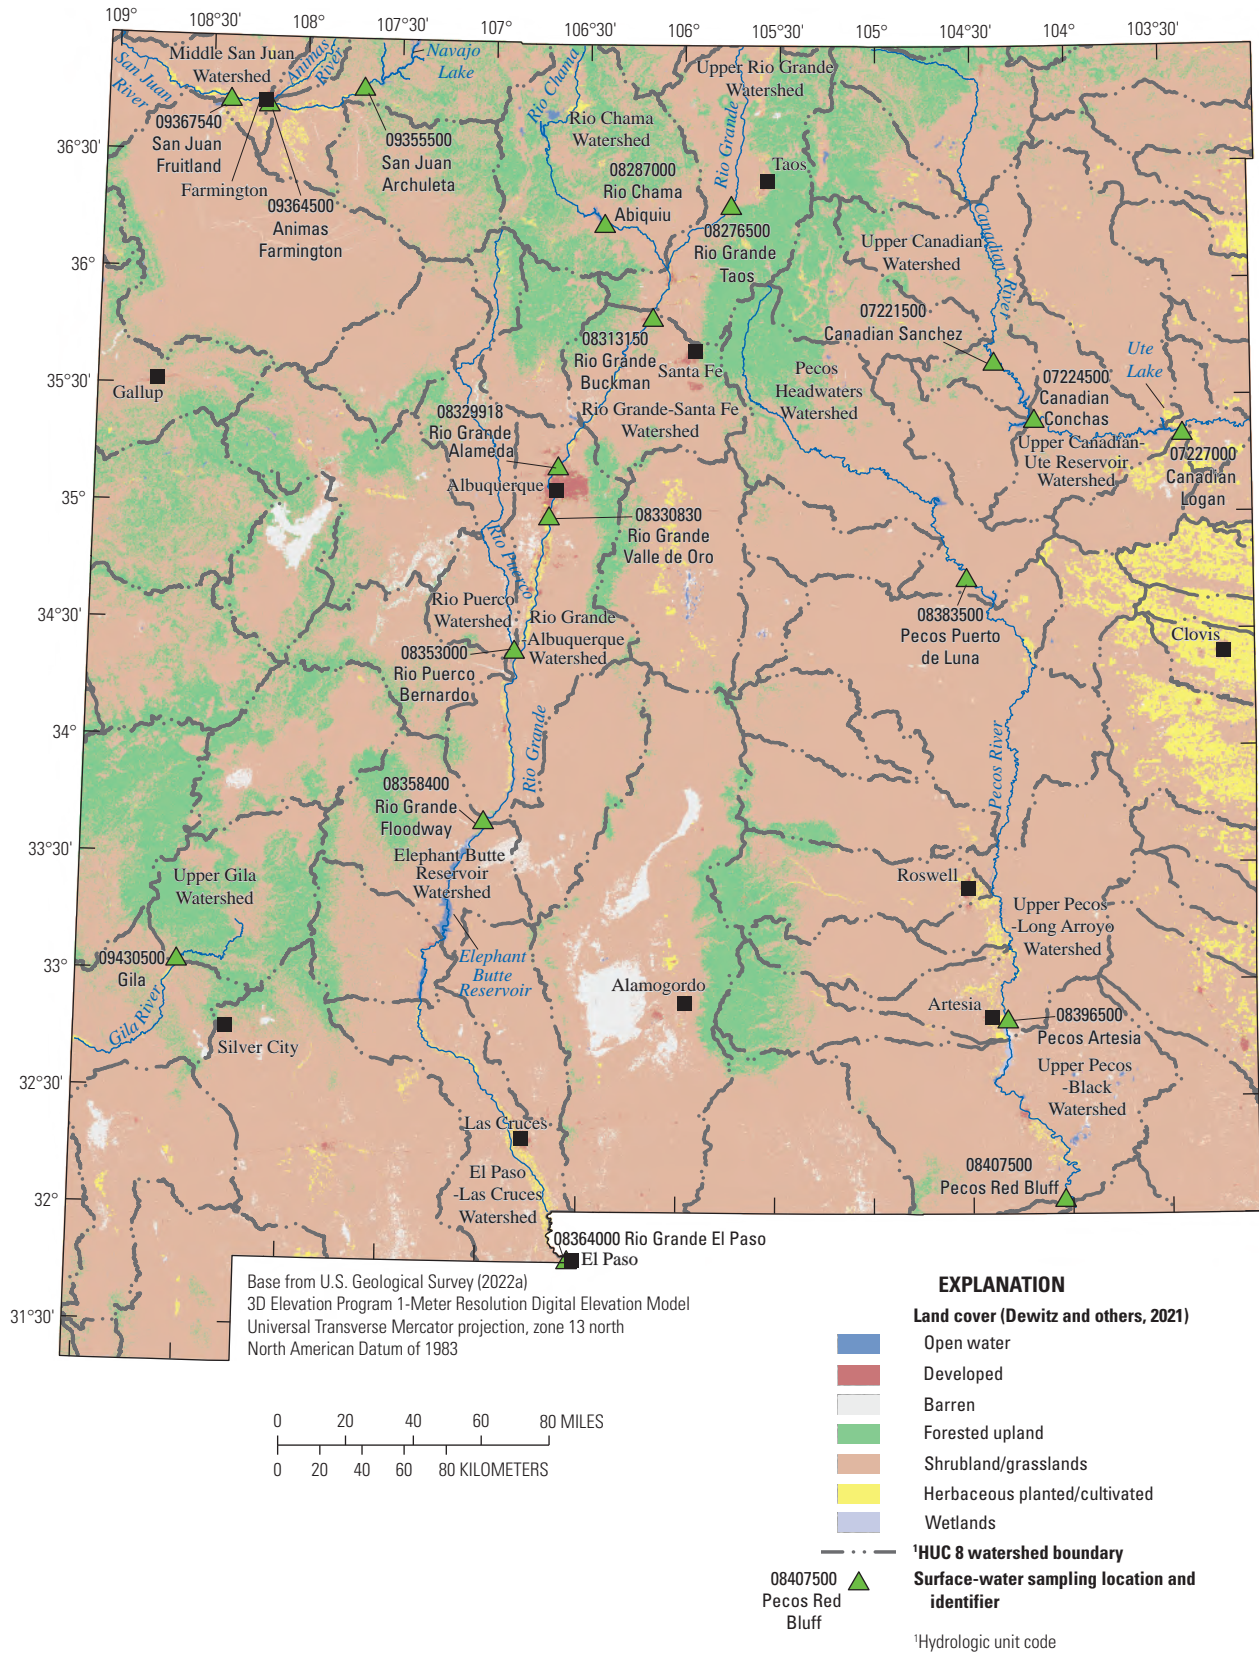 109°
108°30'
108°
107°30'
107°
106°30'
106°
105°30'
105°
104°30'
104°
103°30'
36°30'
36°
35°30'
35°
34°30'
34°
33°30'
33°
32°30'
32°
31°30'
Middle San Juan
Watershed
San Juan
River
Animas
River
Navajo
Lake
09367540
San Juan
Fruitland
Farmington
09364500
Animas
Farmington
09355500
San Juan
Archuleta
Rio Chama
Rio Chama
Watershed
08287000
Rio Chama
Abiquiu
Upper Rio Grande
Watershed
Rio Grande
Taos
08276500
Rio Grande
Taos
Upper Canadian
Watershed
Canadian
River
07221500
Canadian Sanchez
Ute
Lake
07224500
Canadian
Conchas
Upper Canadian-
Ute Reservoir
Watershed
07227000
Canadian
Logan
Gallup
08313150
Rio Grande
Buckman
Santa Fe
Pecos
Headwaters
Watershed
Rio Grande-Santa Fe
Watershed
08329918
Rio Grande
Alameda
Albuquerque
08330830
Rio Grande
Valle de Oro
Rio Puerco
Rio Puerco
Watershed
Rio Grande
-Albuquerque
Watershed
08353000
Rio Puerco
Bernardo
08383500
Pecos Puerto
de Luna
Clovis
Rio Grande
Pecos River
08358400
Rio Grande
Floodway
Elephant Butte
Reservoir
Watershed
Upper Gila
Watershed
Roswell
Upper Pecos
-Long Arroyo
Watershed
Elephant
Butte
Reservoir
09430500
Gila
Gila River
Silver City
Alamogordo
Artesia
08396500
Pecos Artesia
Upper Pecos
-Black
Watershed
Las Cruces
El Paso
-Las Cruces
Watershed
08407500
Pecos Red Bluff
08364000 Rio Grande El Paso
El Paso
Base from U.S. Geological Survey (2022a)
3D Elevation Program 1-Meter Resolution Digital Elevation Model
Universal Transverse Mercator projection, zone 13 north
North American Datum of 1983
0 20 40 60 80 MILES
0 20 40 60 80 KILOMETERS
EXPLANATION
Land cover (Dewitz and others, 2021)
Open water
Developed
Barren
Forested upland
Shrubland/grasslands
Herbaceous planted/cultivated
Wetlands
¹HUC 8 watershed boundary
08407500
Pecos Red
Bluff
Surface-water sampling location and
identifier
¹Hydrologic unit code